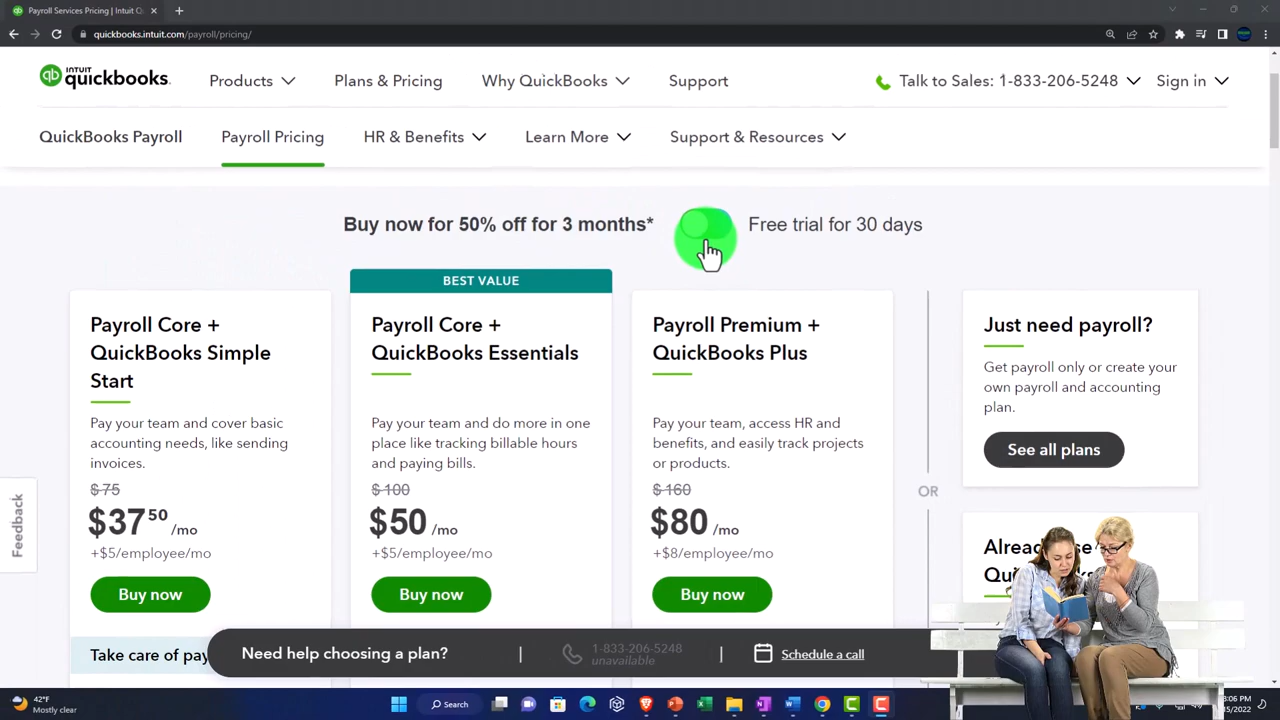 Payroll Services Pricing | Intuit Q
quickbooks.intuit.com/payroll/pricing/
INTUIT
quickbooks.
Products
Plans & Pricing
Why QuickBooks
Support
Talk to Sales: 1-833-206-5248
Sign in
QuickBooks Payroll
Payroll Pricing
HR & Benefits
Learn More
Support & Resources
Buy now for 50% off for 3 months*
Free trial for 30 days
BEST VALUE
Payroll Core +
QuickBooks Simple
Start
Pay your team and cover basic
accounting needs, like sending
invoices.
$ 75
$37 50 /mo
+$5/employee/mo
Buy now
Take care of pay
Payroll Core +
QuickBooks Essentials
Pay your team and do more in one
place like tracking billable hours
and paying bills.
$ 100
$50 /mo
+$5/employee/mo
Buy now
Payroll Premium +
QuickBooks Plus
Pay your team, access HR and
benefits, and easily track projects
or products.
$ 160
$80 /mo
+$8/employee/mo
Buy now
OR
Just need payroll?
Get payroll only or create your
own payroll and accounting
plan.
See all plans
Feedback
Need help choosing a plan?
|
1-833-206-5248
unavailable
|
Schedule a call
42°F
Mostly clear
Search